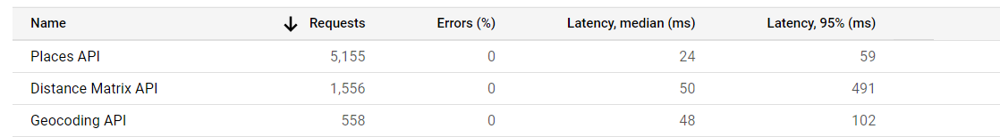 Name ↓ Requests Errors (%) Latency, median (ms) Latency, 95% (ms)
Places API 5,155 0 24 59
Distance Matrix API 1,556 0 50 491
Geocoding API 558 0 48 102